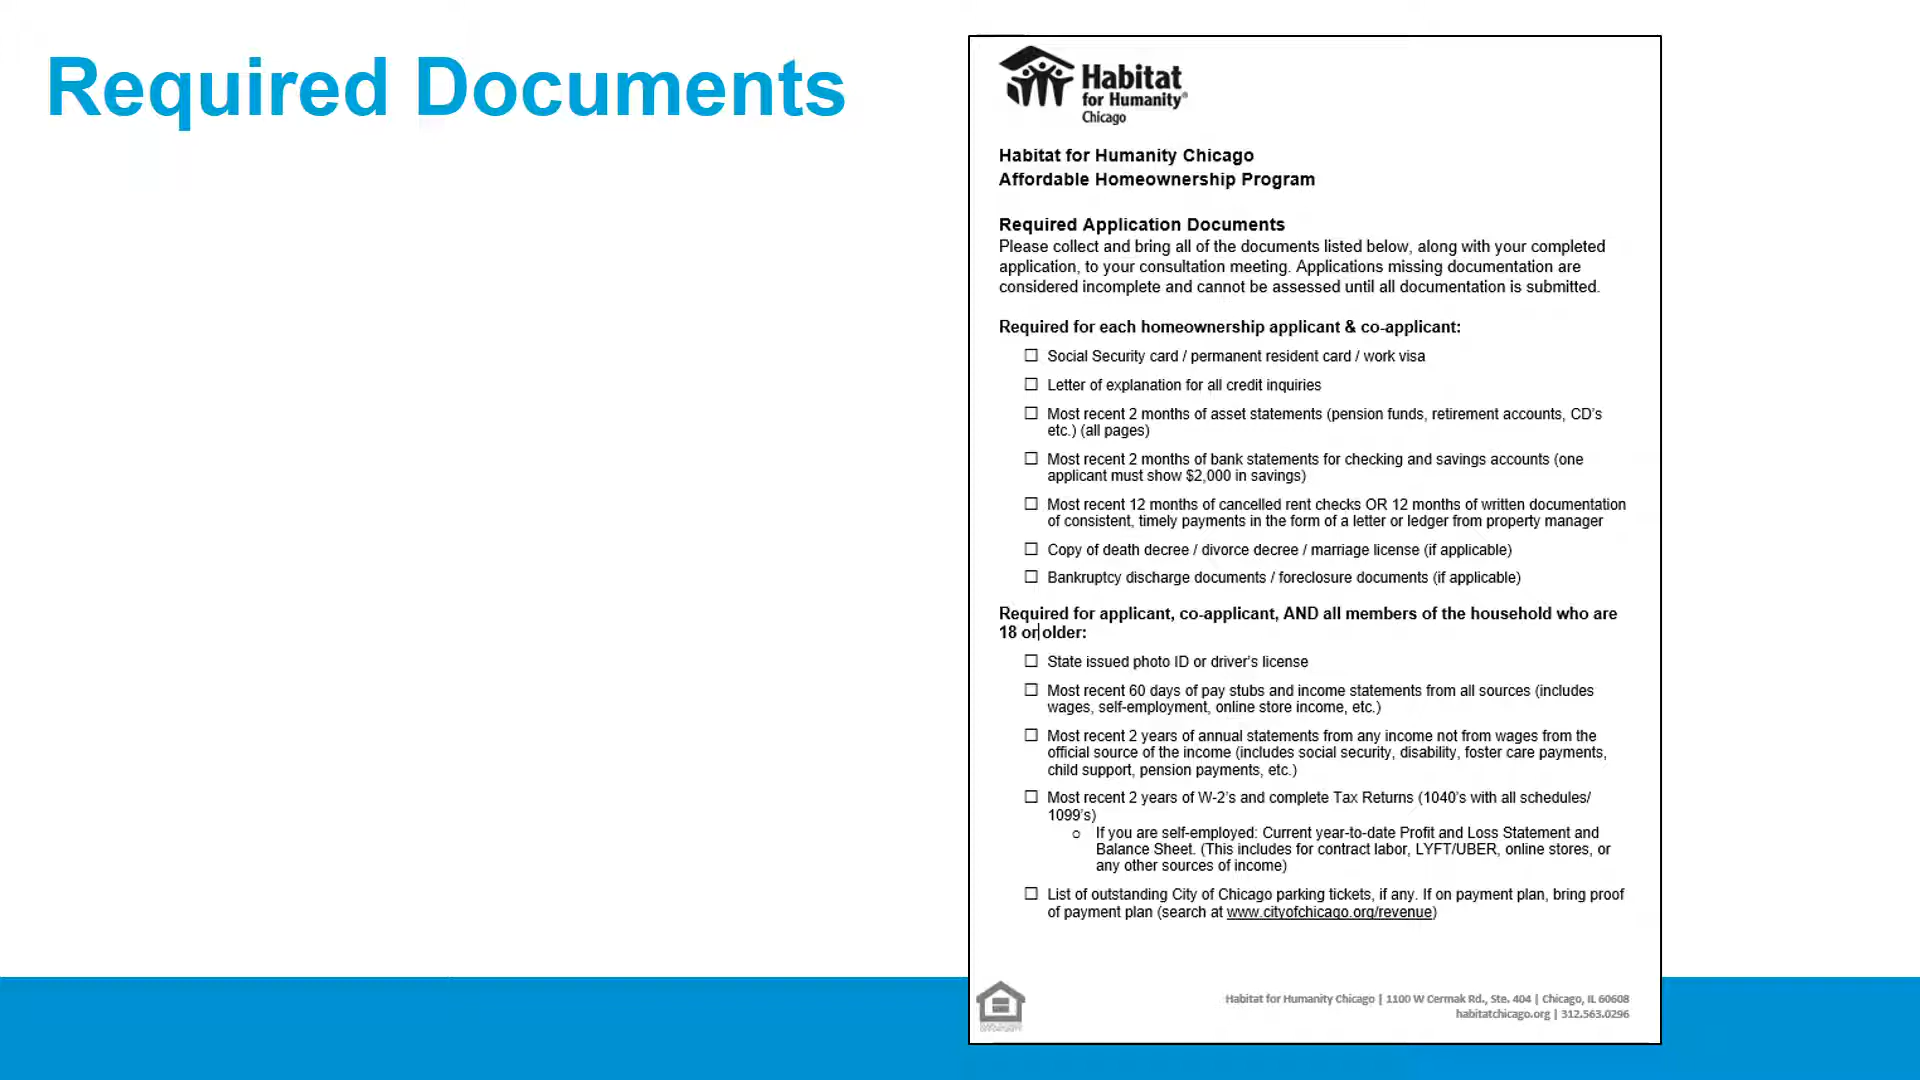 Required Documents
Habitat
for Humanity®
Chicago
Habitat for Humanity Chicago
Affordable Homeownership Program
Required Application Documents
Please collect and bring all of the documents listed below, along with your completed
application, to your consultation meeting. Applications missing documentation are
considered incomplete and cannot be assessed until all documentation is submitted.
Required for each homeownership applicant & co-applicant:
☐ Social Security card / permanent resident card / work visa
☐ Letter of explanation for all credit inquiries
☐ Most recent 2 months of asset statements (pension funds, retirement accounts, CD's
etc.) (all pages)
☐ Most recent 2 months of bank statements for checking and savings accounts (one
applicant must show $2,000 in savings)
☐ Most recent 12 months of cancelled rent checks OR 12 months of written documentation
of consistent, timely payments in the form of a letter or ledger from property manager
☐ Copy of death decree / divorce decree / marriage license (if applicable)
☐ Bankruptcy discharge documents / foreclosure documents (if applicable)
Required for applicant, co-applicant, AND all members of the household who are
18 or older:
☐ State issued photo ID or driver's license
☐ Most recent 60 days of pay stubs and income statements from all sources (includes
wages, self-employment, online store income, etc.)
☐ Most recent 2 years of annual statements from any income not from wages from the
official source of the income (includes social security, disability, foster care payments,
child support, pension payments, etc.)
☐ Most recent 2 years of W-2's and complete Tax Returns (1040's with all schedules/
1099's)
o If you are self-employed: Current year-to-date Profit and Loss Statement and
Balance Sheet. (This includes for contract labor, LYFT/UBER, online stores, or
any other sources of income)
☐ List of outstanding City of Chicago parking tickets, if any. If on payment plan, bring proof
of payment plan (search at www.cityofchicago.org/revenue)
Habitat for Humanity Chicago | 1100 W Cermak Rd., Ste. 404 | Chicago, IL 60608
habitatchicago.org | 312.563.0296